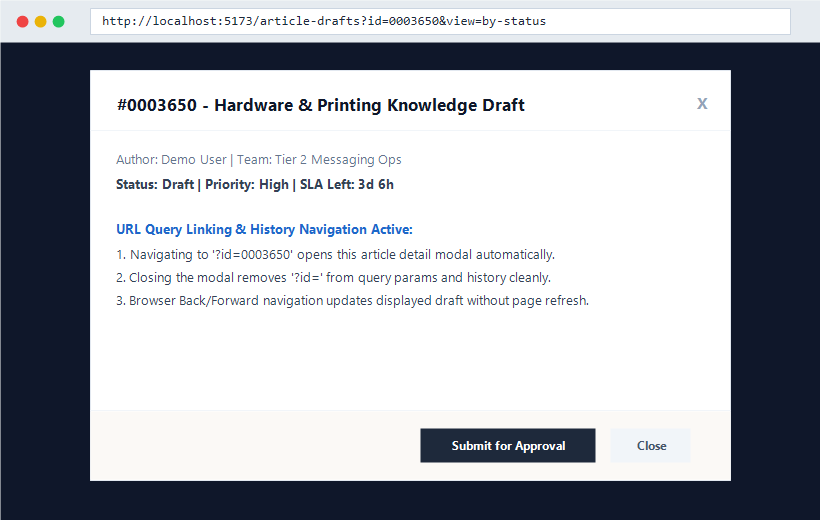 http://localhost:5173/article-drafts?id=0003650&view=by-status
#0003650 - Hardware & Printing Knowledge Draft
X
Author: Demo User | Team: Tier 2 Messaging Ops
Status: Draft | Priority: High | SLA Left: 3d 6h
URL Query Linking & History Navigation Active:
1. Navigating to '?id=0003650' opens this article detail modal automatically.
2. Closing the modal removes '?id=' from query params and history cleanly.
3. Browser Back/Forward navigation updates displayed draft without page refresh.
Submit for Approval
Close